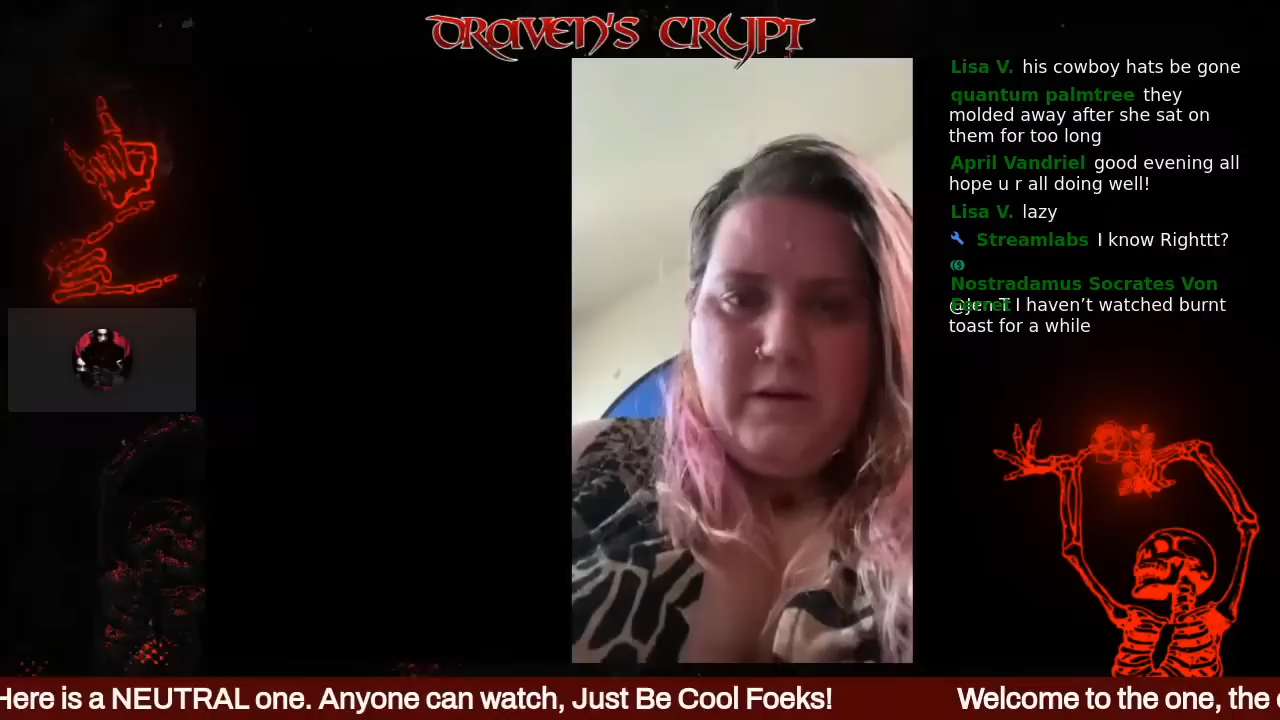 DRAVEN'S CRYPT
Lisa V. his cowboy hats be gone
quantum palmtree they
molded away after she sat on
them for too long
April Vandriel good evening all
hope u r all doing well!
Lisa V. lazy
Streamlabs I know Righttt?
Nostradamus Socrates Von
Ferret
@Jen T I haven’t watched burnt
toast for a while
Here is a NEUTRAL one. Anyone can watch, Just Be Cool Foeks!
Welcome to the one, the